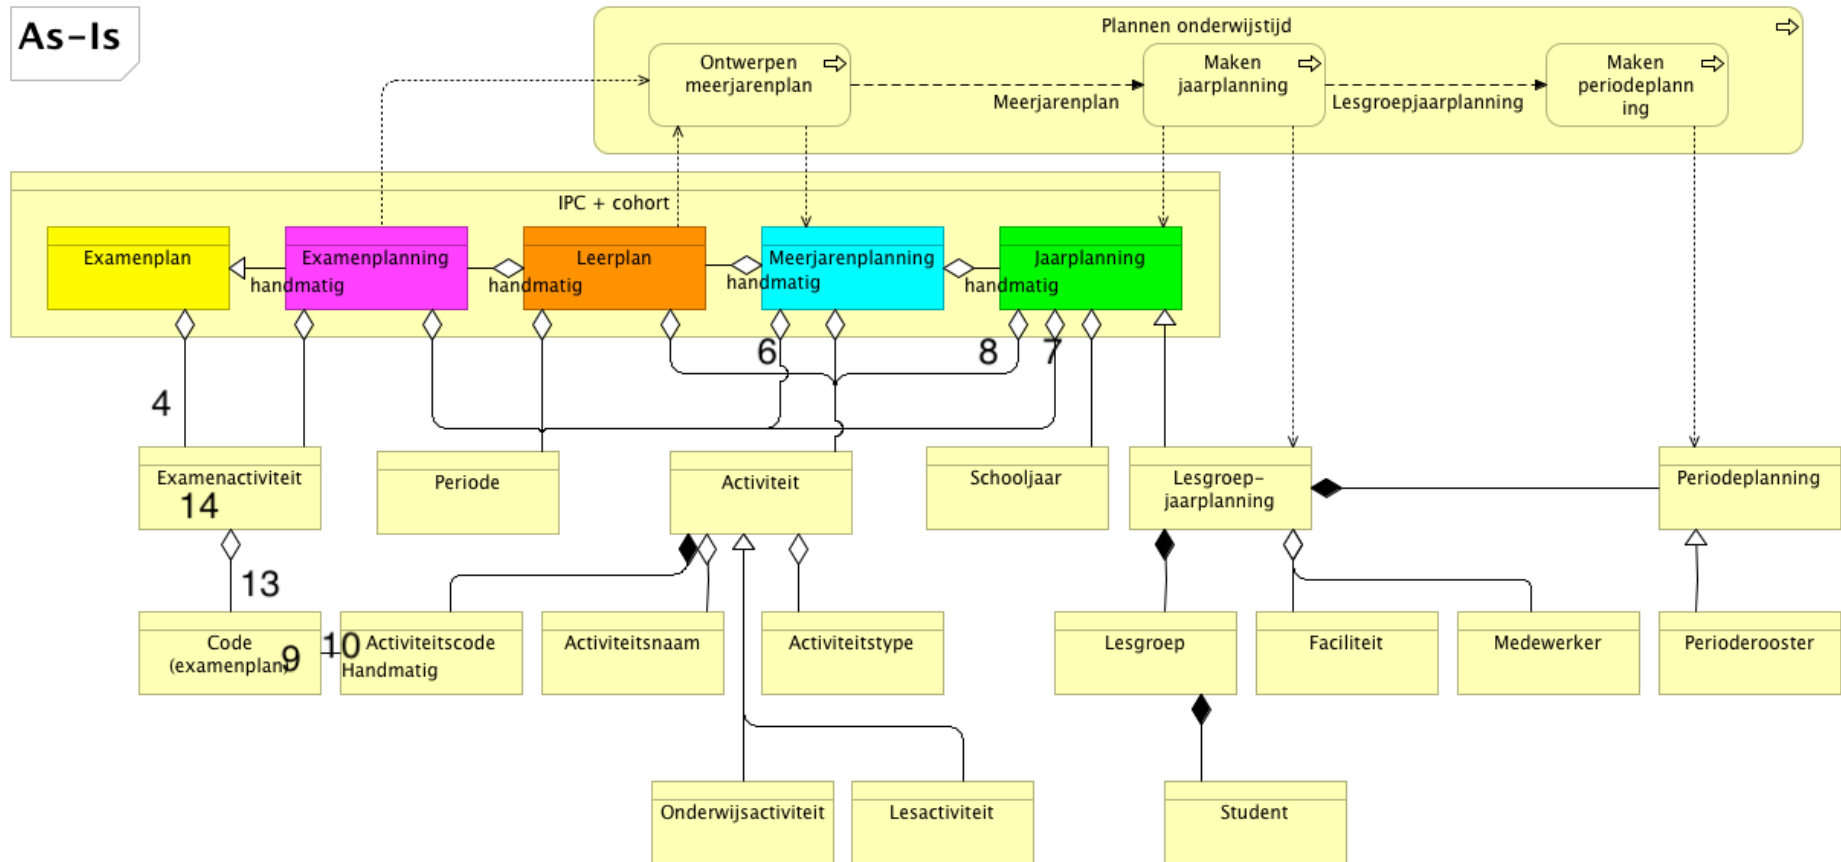 As-Is
Plannen onderwijstijd
Ontwerpen
meerjarenplan
Maken
jaarplanning
Maken
periodeplann
ing
Meerjarenplan
Lesgroepjaarplanning
IPC + cohort
Examenplan
Examenplanning
Leerplan
Meerjarenplanning
Jaarplanning
handmatig
handmatig
handmatig
handmatig
6
8
7
4
Examenactiviteit
14
Periode
Activiteit
Schooljaar
Lesgroep-
jaarplanning
Periodeplanning
13
Code
(examenplan)
9
10
Activiteitscode
Handmatig
Activiteitsnaam
Activiteitstype
Lesgroep
Faciliteit
Medewerker
Perioderooster
Onderwijsactiviteit
Lesactiviteit
Student